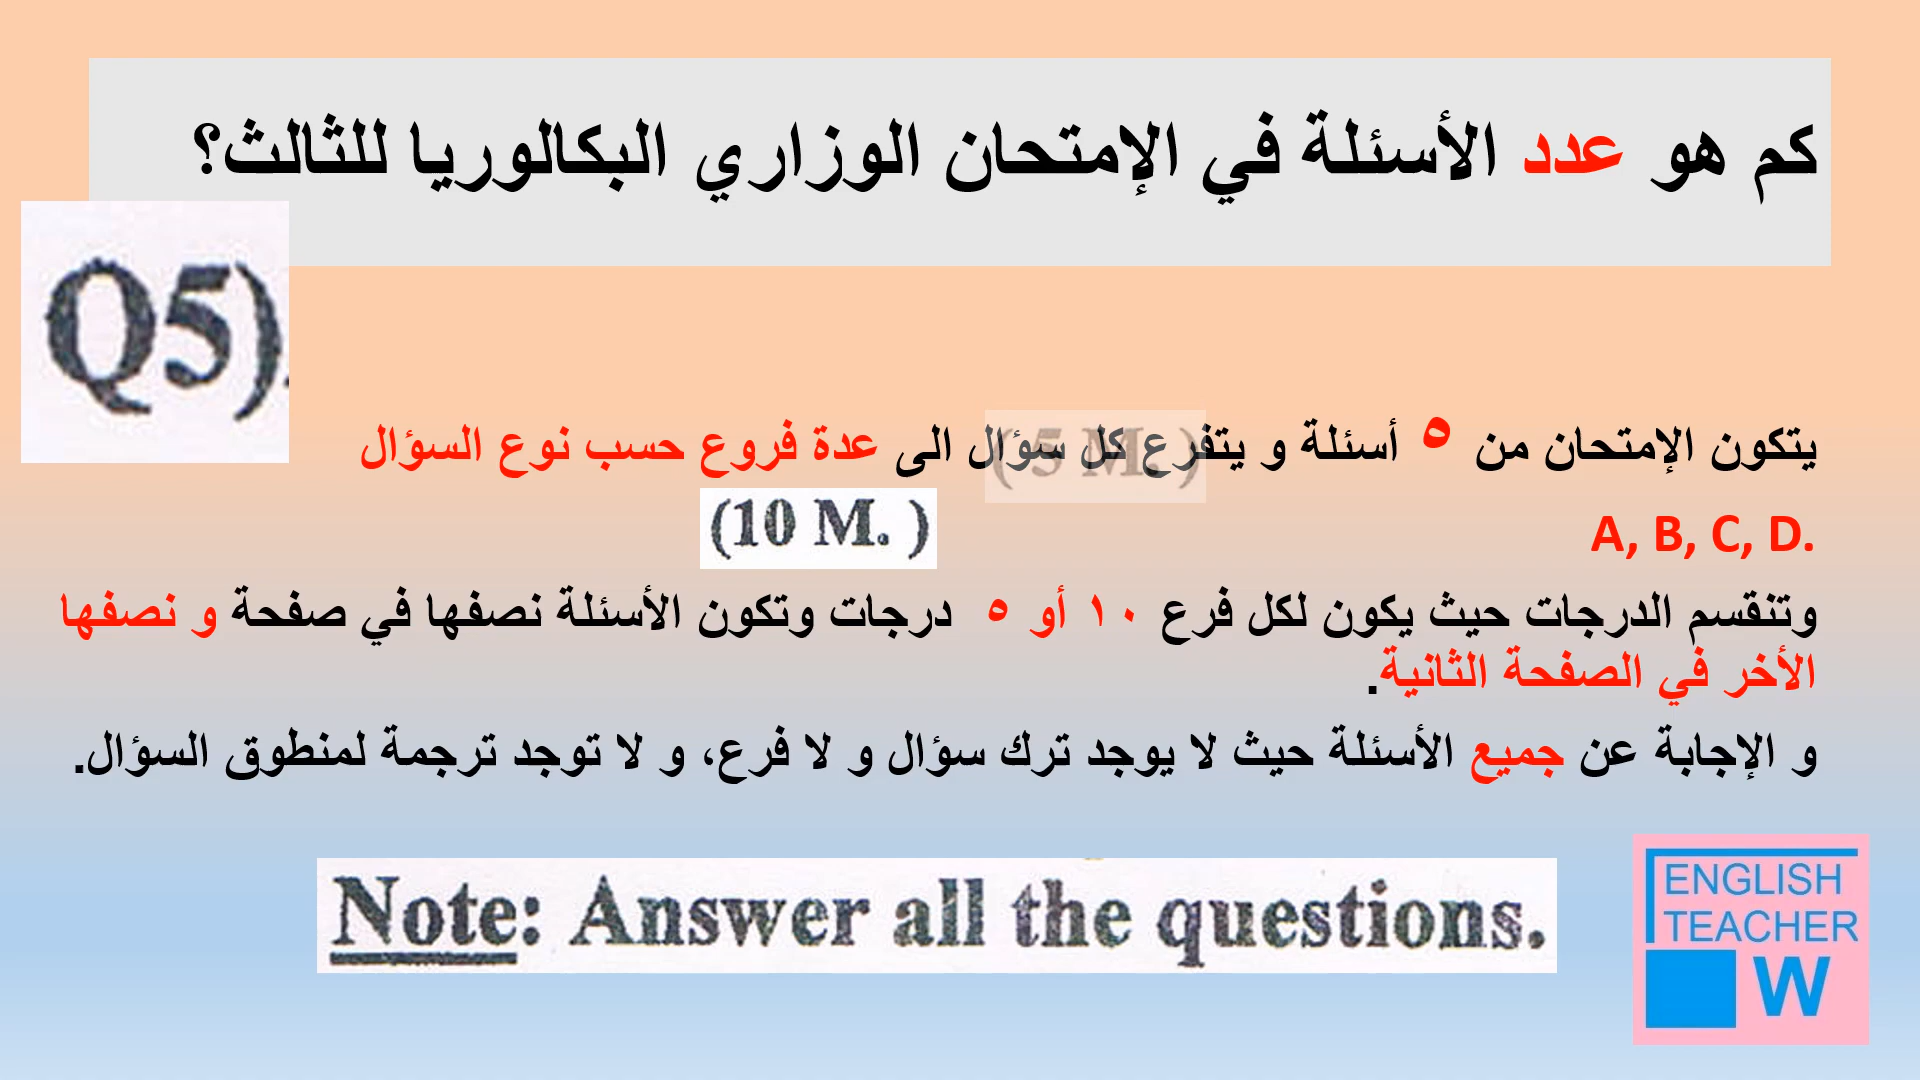 كم هو عدد الأسئلة في الإمتحان الوزاري البكالوريا للثالث؟
Q5)
يتكون الإمتحان من ٥ أسئلة و يتفرع كل سؤال الى عدة فروع حسب نوع السؤال
( 5 M. )
A, B, C, D.
(10 M. )
وتنقسم الدرجات حيث يكون لكل فرع ١٠ أو ٥ درجات وتكون الأسئلة نصفها في صفحة و نصفها
الأخر في الصفحة الثانية.
و الإجابة عن جميع الأسئلة حيث لا يوجد ترك سؤال و لا فرع، و لا توجد ترجمة لمنطوق السؤال.
Note: Answer all the questions.
ENGLISH
TEACHER
W